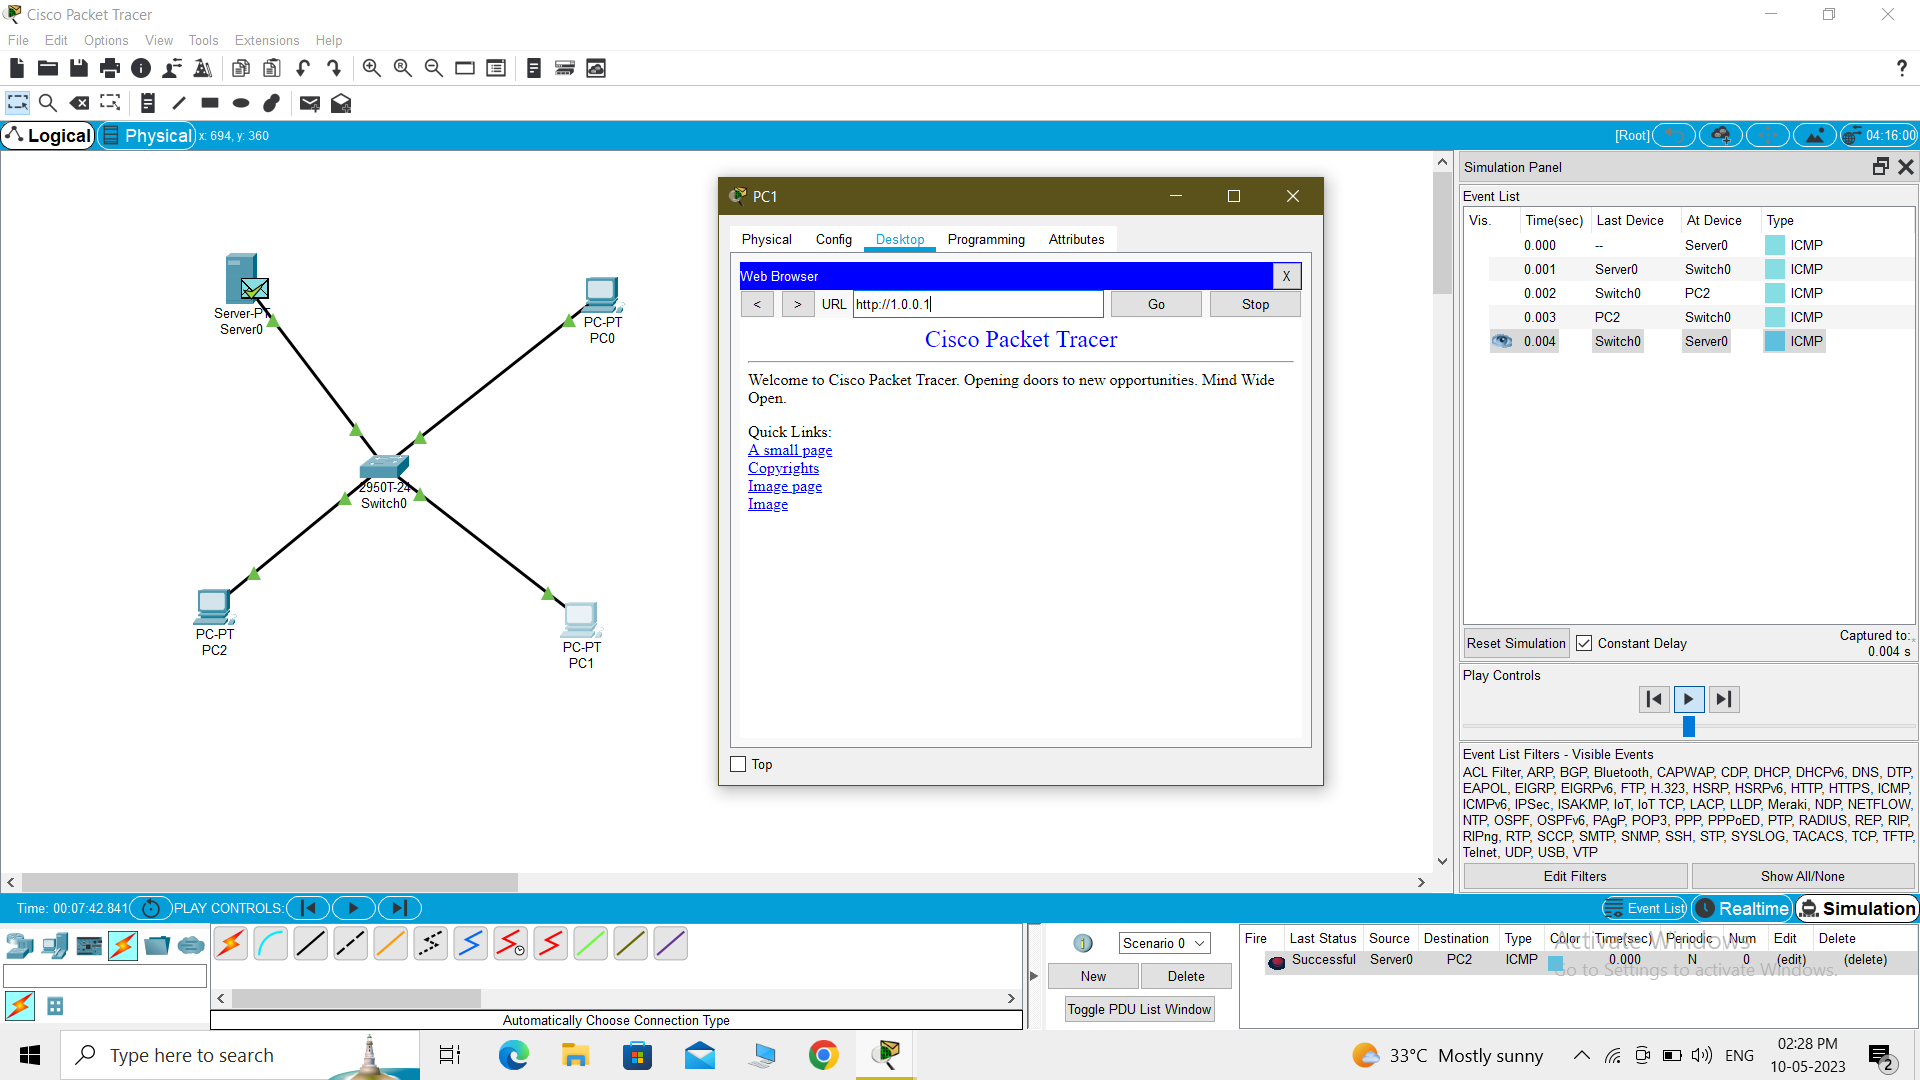 Cisco Packet Tracer
File Edit Options View Tools Extensions Help
?
Logical Physical x: 694, y: 360 [Root] 04:16:00
Server-PT
Server0
PC-PT
PC0
2950T-24
Switch0
PC-PT
PC2
PC-PT
PC1
PC1
Physical Config Desktop Programming Attributes
Web Browser X
< > URL http://1.0.0.1 Go Stop
Cisco Packet Tracer
Welcome to Cisco Packet Tracer. Opening doors to new opportunities. Mind Wide
Open.
Quick Links:
A small page
Copyrights
Image page
Image
Top
Simulation Panel
Event List
Vis. Time(sec) Last Device At Device Type
0.000 -- Server0 ICMP
0.001 Server0 Switch0 ICMP
0.002 Switch0 PC2 ICMP
0.003 PC2 Switch0 ICMP
0.004 Switch0 Server0 ICMP
Reset Simulation Constant Delay Captured to:
0.004 s
Play Controls
Event List Filters - Visible Events
ACL Filter, ARP, BGP, Bluetooth, CAPWAP, CDP, DHCP, DHCPv6, DNS, DTP,
EAPOL, EIGRP, EIGRPv6, FTP, H.323, HSRP, HSRPv6, HTTP, HTTPS, ICMP,
ICMPv6, IPSec, ISAKMP, IoT, IoT TCP, LACP, LLDP, Meraki, NDP, NETFLOW,
NTP, OSPF, OSPFv6, PAgP, POP3, PPP, PPPoED, PTP, RADIUS, REP, RIP,
RIPng, RTP, SCCP, SMTP, SNMP, SSH, STP, SYSLOG, TACACS, TCP, TFTP,
Telnet, UDP, USB, VTP
Edit Filters Show All/None
Time: 00:07:42.841 PLAY CONTROLS: Event List Realtime Simulation
Automatically Choose Connection Type
1 Scenario 0
New Delete
Toggle PDU List Window
Fire Last Status Source Destination Type Color Time(sec) Periodic Num Edit Delete
Successful Server0 PC2 ICMP 0.000 N 0 (edit) (delete)
Activate Windows
Go to Settings to activate Windows.
Type here to search
33°C Mostly sunny ENG 02:28 PM
10-05-2023
2